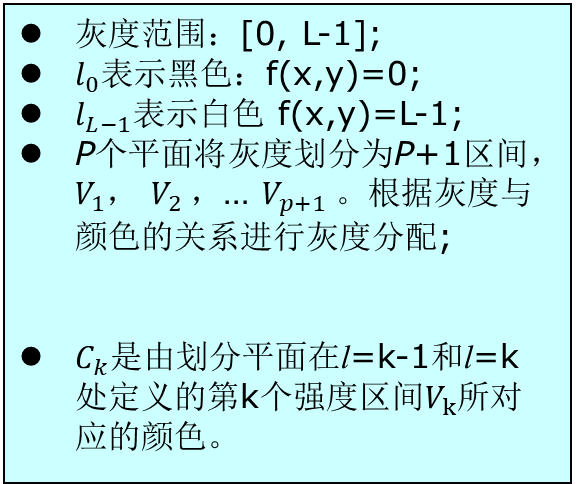 ● 灰度范围：[0, L-1];
● l₀表示黑色：f(x,y)=0;
● l_{L−1}表示白色 f(x,y)=L-1;
● P个平面将灰度划分为P+1区间，
V₁， V₂ ，... V_{p+1} 。根据灰度与
颜色的关系进行灰度分配;
● C_k是由划分平面在l=k-1和l=k
处定义的第k个强度区间V_k所对
应的颜色。